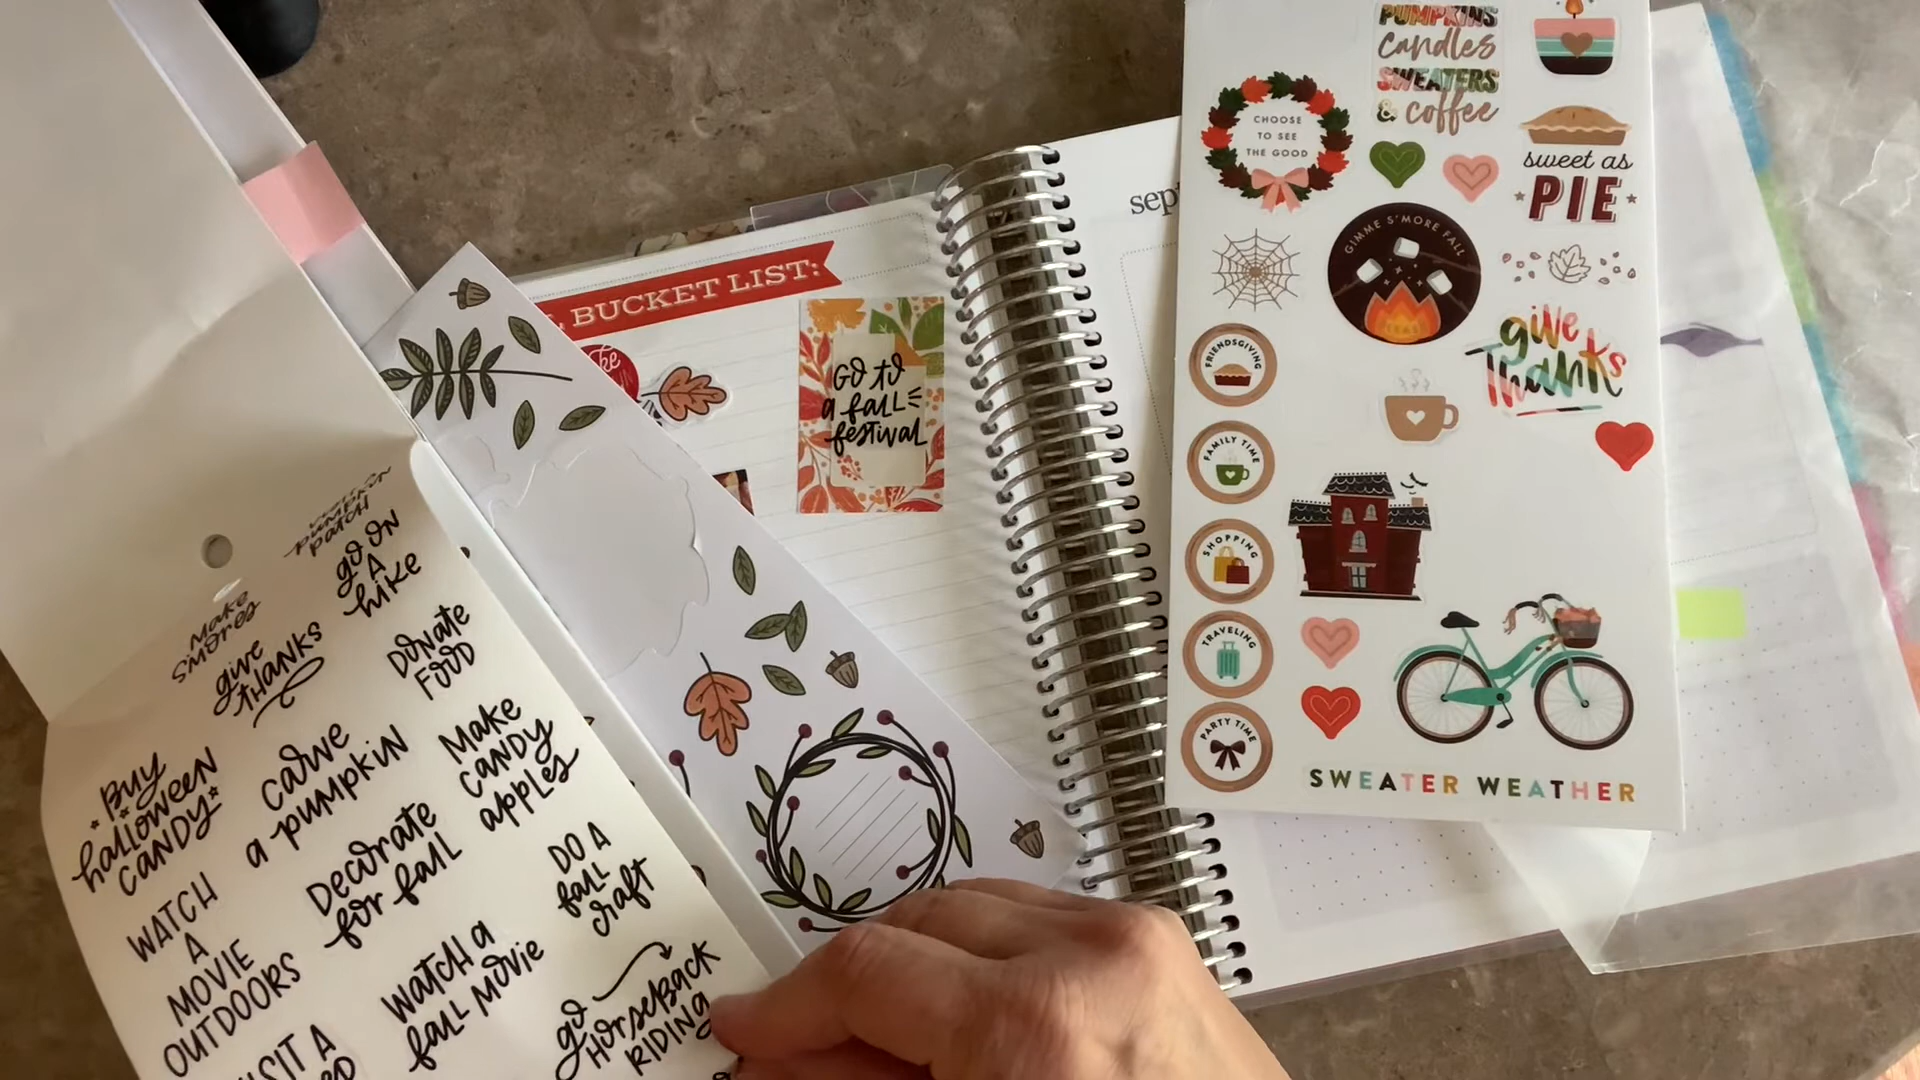 pumpkin
patch
go on
a
hike
Make
s'mores
give
thanks
Donate
food
Buy
halloween
candy
carve
a pumpkin
Make
candy
apples
WATCH
A
MOVIE
OUTDOORS
Decorate
for fall
DO A
fall
craft
Watch a
fall movie
go
Horseback
Riding
BUCKET LIST:
Go to
a fall
festival
sep
PUMPKINS
candles
SWEATERS
& coffee
CHOOSE
TO SEE
THE GOOD
sweet as
PIE
GIMME S'MORE FALL
give
Thanks
FRIENDSGIVING
FAMILY TIME
SHOPPING
TRAVELING
PARTY TIME
SWEATER WEATHER